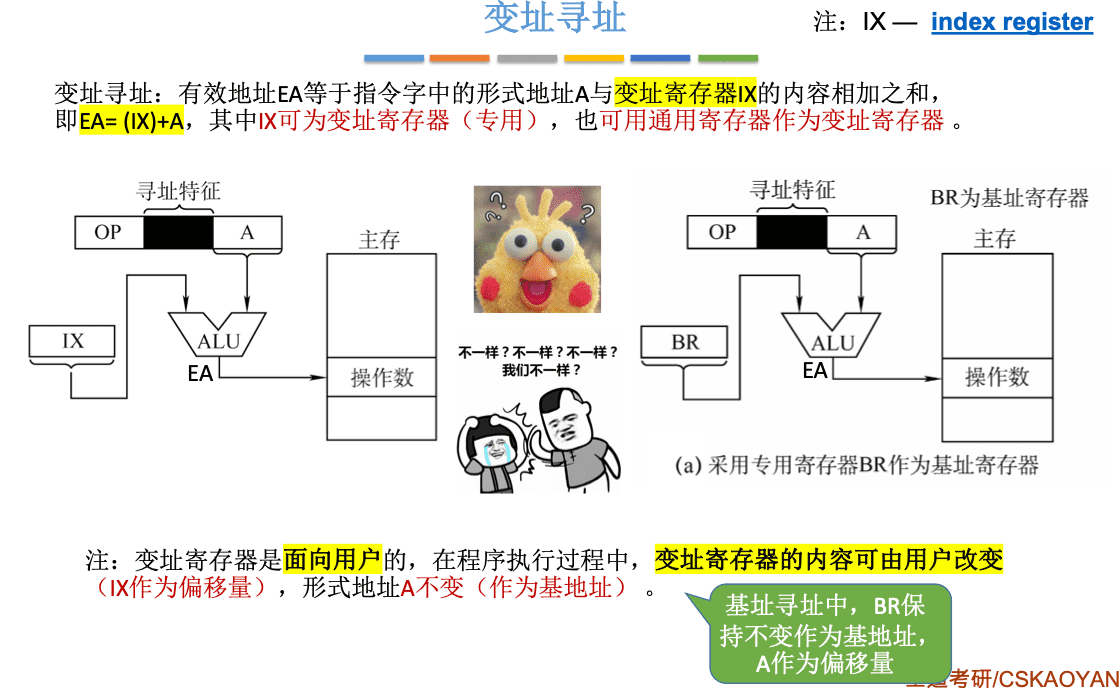 变址寻址
注：IX — index register
变址寻址：有效地址EA等于指令字中的形式地址A与变址寄存器IX的内容相加之和，
即EA= (IX)+A，其中IX可为变址寄存器（专用），也可用通用寄存器作为变址寄存器 。
寻址特征
OP
A
主存
IX
ALU
EA
操作数
? ? ?
不一样？不一样？不一样？
我们不一样？
寻址特征
BR为基址寄存器
OP
A
主存
BR
ALU
EA
操作数
(a) 采用专用寄存器BR作为基址寄存器
注：变址寄存器是面向用户的，在程序执行过程中，变址寄存器的内容可由用户改变
（IX作为偏移量），形式地址A不变（作为基地址） 。
基址寻址中，BR保
持不变作为基地址，
A作为偏移量
王道考研/CSKAOYAN